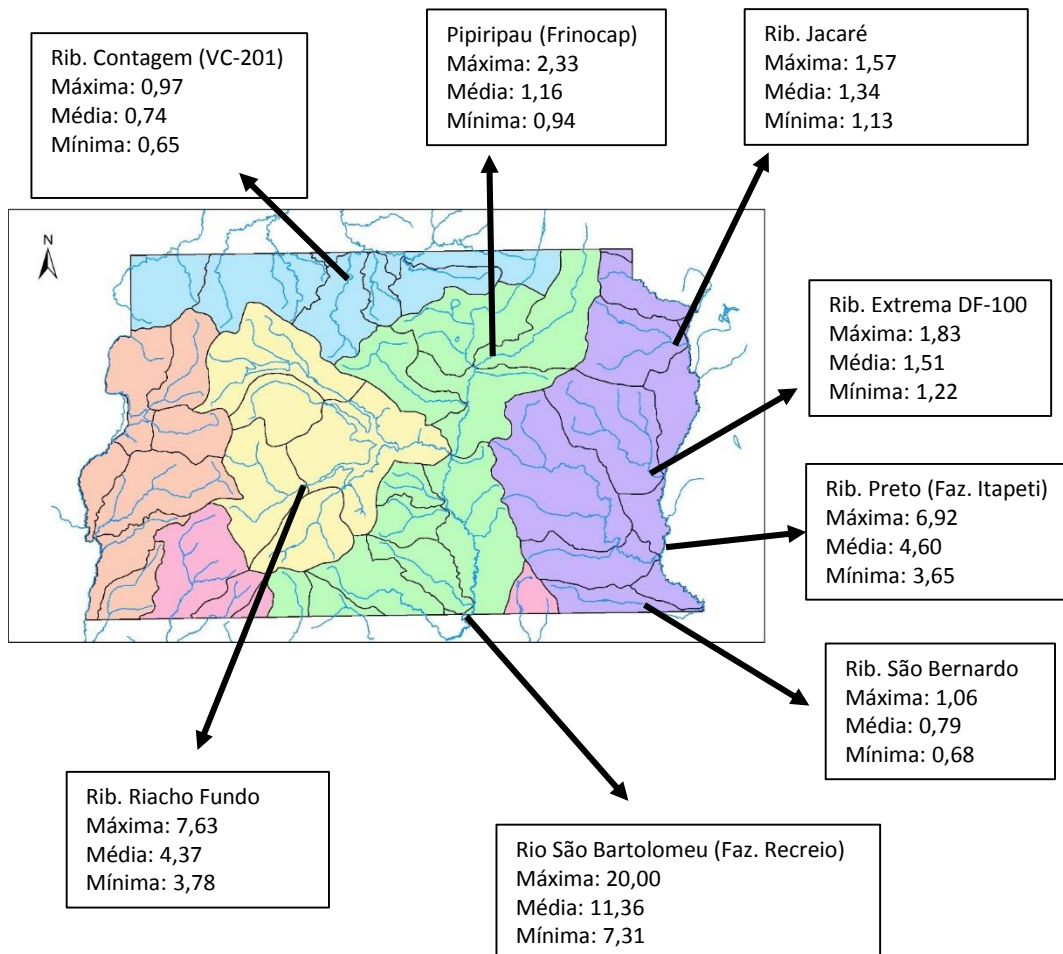 Rib. Contagem (VC-201)
Máxima: 0,97
Média: 0,74
Mínima: 0,65
Pipiripau (Frinocap)
Máxima: 2,33
Média: 1,16
Mínima: 0,94
Rib. Jacaré
Máxima: 1,57
Média: 1,34
Mínima: 1,13
N
Rib. Extrema DF-100
Máxima: 1,83
Média: 1,51
Mínima: 1,22
Rib. Preto (Faz. Itapeti)
Máxima: 6,92
Média: 4,60
Mínima: 3,65
Rib. São Bernardo
Máxima: 1,06
Média: 0,79
Mínima: 0,68
Rib. Riacho Fundo
Máxima: 7,63
Média: 4,37
Mínima: 3,78
Rio São Bartolomeu (Faz. Recreio)
Máxima: 20,00
Média: 11,36
Mínima: 7,31